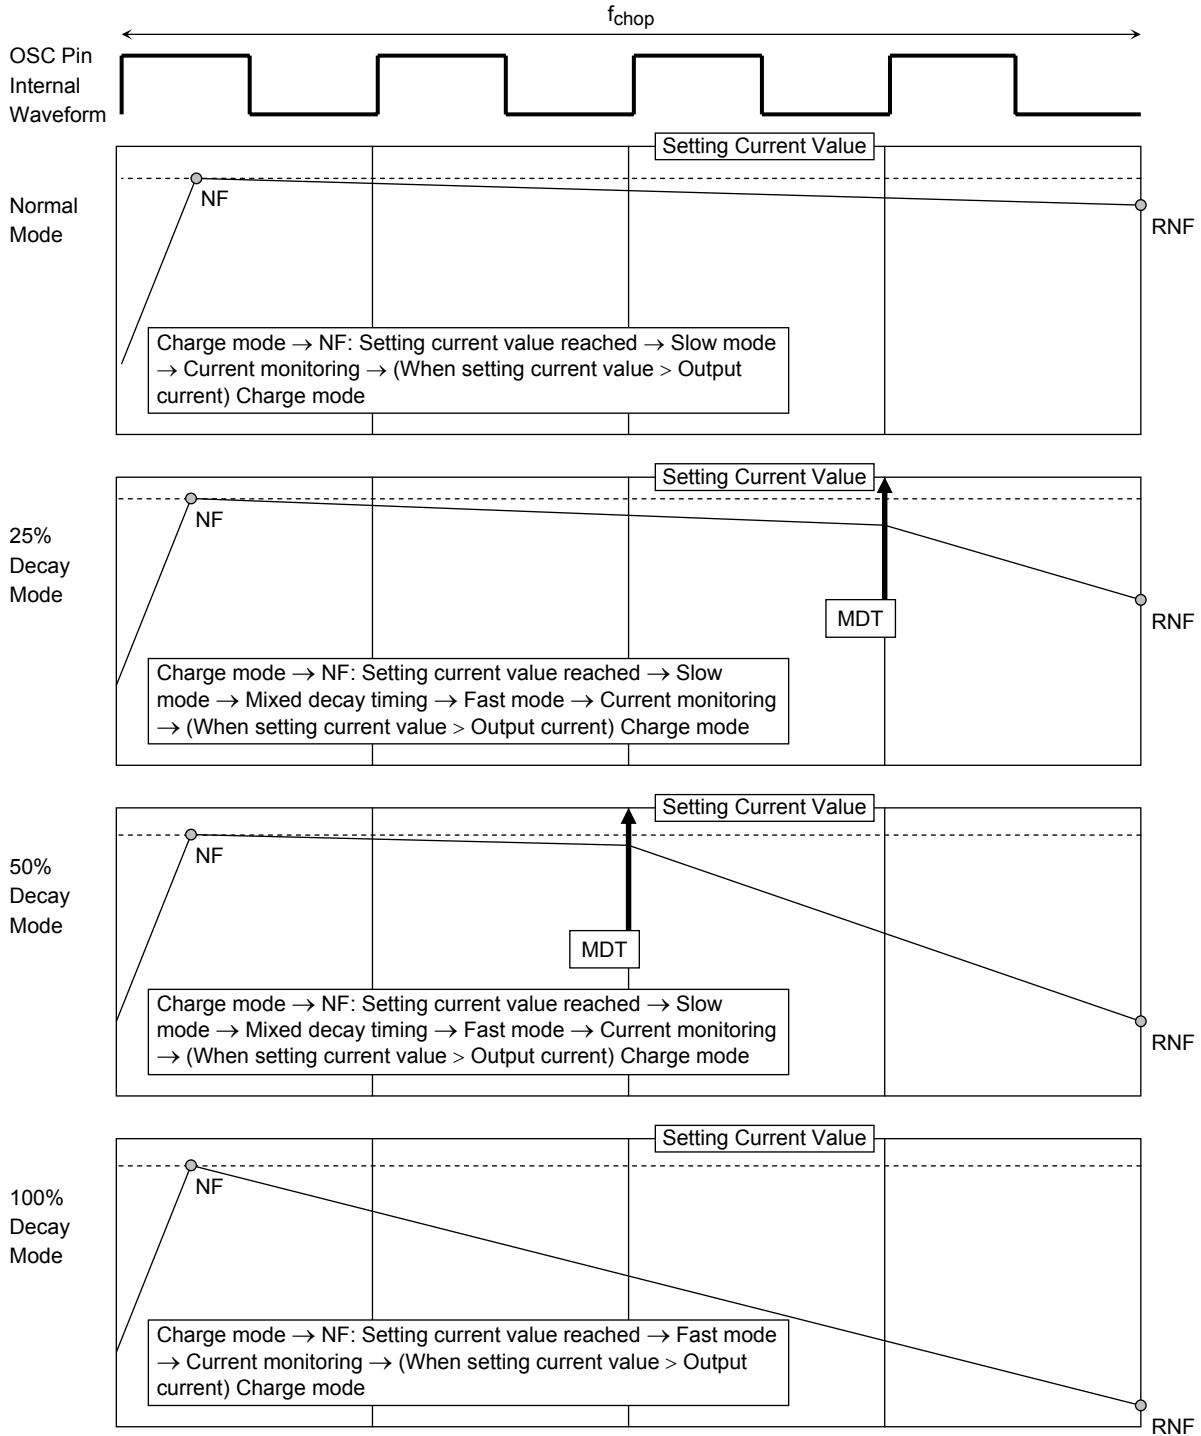 fchop
OSC Pin
Internal
Waveform
Setting Current Value
Normal
Mode
NF
RNF
Charge mode → NF: Setting current value reached → Slow mode
→ Current monitoring → (When setting current value > Output
current) Charge mode
Setting Current Value
25%
Decay
Mode
NF
MDT
RNF
Charge mode → NF: Setting current value reached → Slow
mode → Mixed decay timing → Fast mode → Current monitoring
→ (When setting current value > Output current) Charge mode
Setting Current Value
50%
Decay
Mode
NF
MDT
RNF
Charge mode → NF: Setting current value reached → Slow
mode → Mixed decay timing → Fast mode → Current monitoring
→ (When setting current value > Output current) Charge mode
Setting Current Value
100%
Decay
Mode
NF
Charge mode → NF: Setting current value reached → Fast mode
→ Current monitoring → (When setting current value > Output
current) Charge mode
RNF